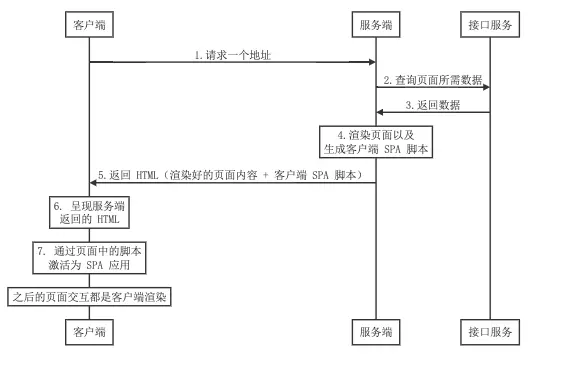 客户端
服务端
接口服务
1.请求一个地址
2.查询页面所需数据
3.返回数据
4.渲染页面以及
生成客户端 SPA 脚本
5.返回 HTML（渲染好的页面内容 + 客户端 SPA 脚本）
6. 呈现服务端
返回的 HTML
7. 通过页面中的脚本
激活为 SPA 应用
之后的页面交互都是客户端渲染
客户端
服务端
接口服务